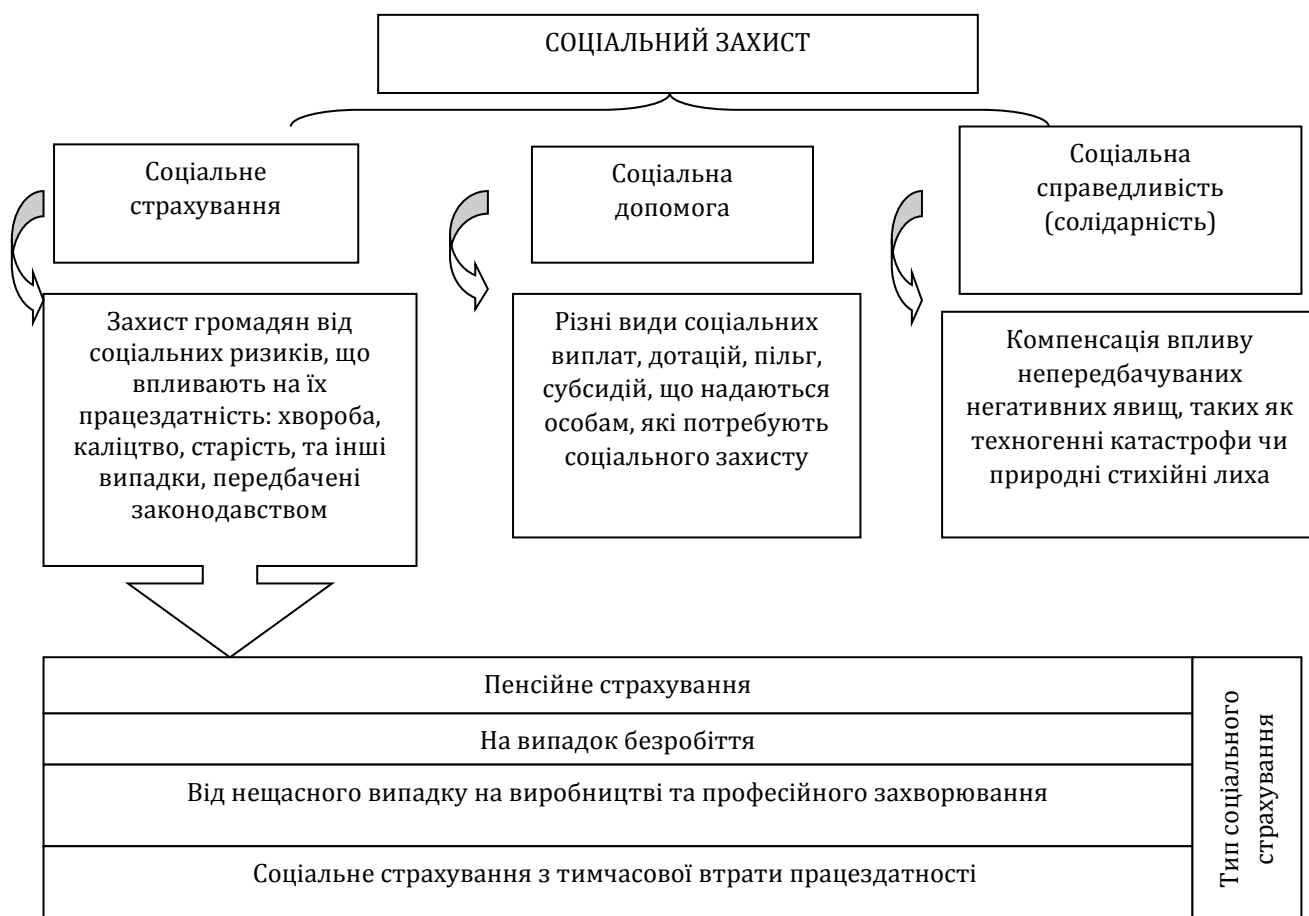 СОЦІАЛЬНИЙ ЗАХИСТ
Соціальне
страхування
Соціальна
допомога
Соціальна
справедливість
(солідарність)
Захист громадян від
соціальних ризиків, що
впливають на їх
працездатність: хвороба,
каліцтво, старість, та інші
випадки, передбачені
законодавством
Різні види соціальних
виплат, дотацій, пільг,
субсидій, що надаються
особам, які потребують
соціального захисту
Компенсація впливу
непередбачуваних
негативних явищ, таких як
техногенні катастрофи чи
природні стихійні лиха
Пенсійне страхування
На випадок безробіття
Від нещасного випадку на виробництві та професійного захворювання
Соціальне страхування з тимчасової втрати працездатності
Тип соціального
страхування